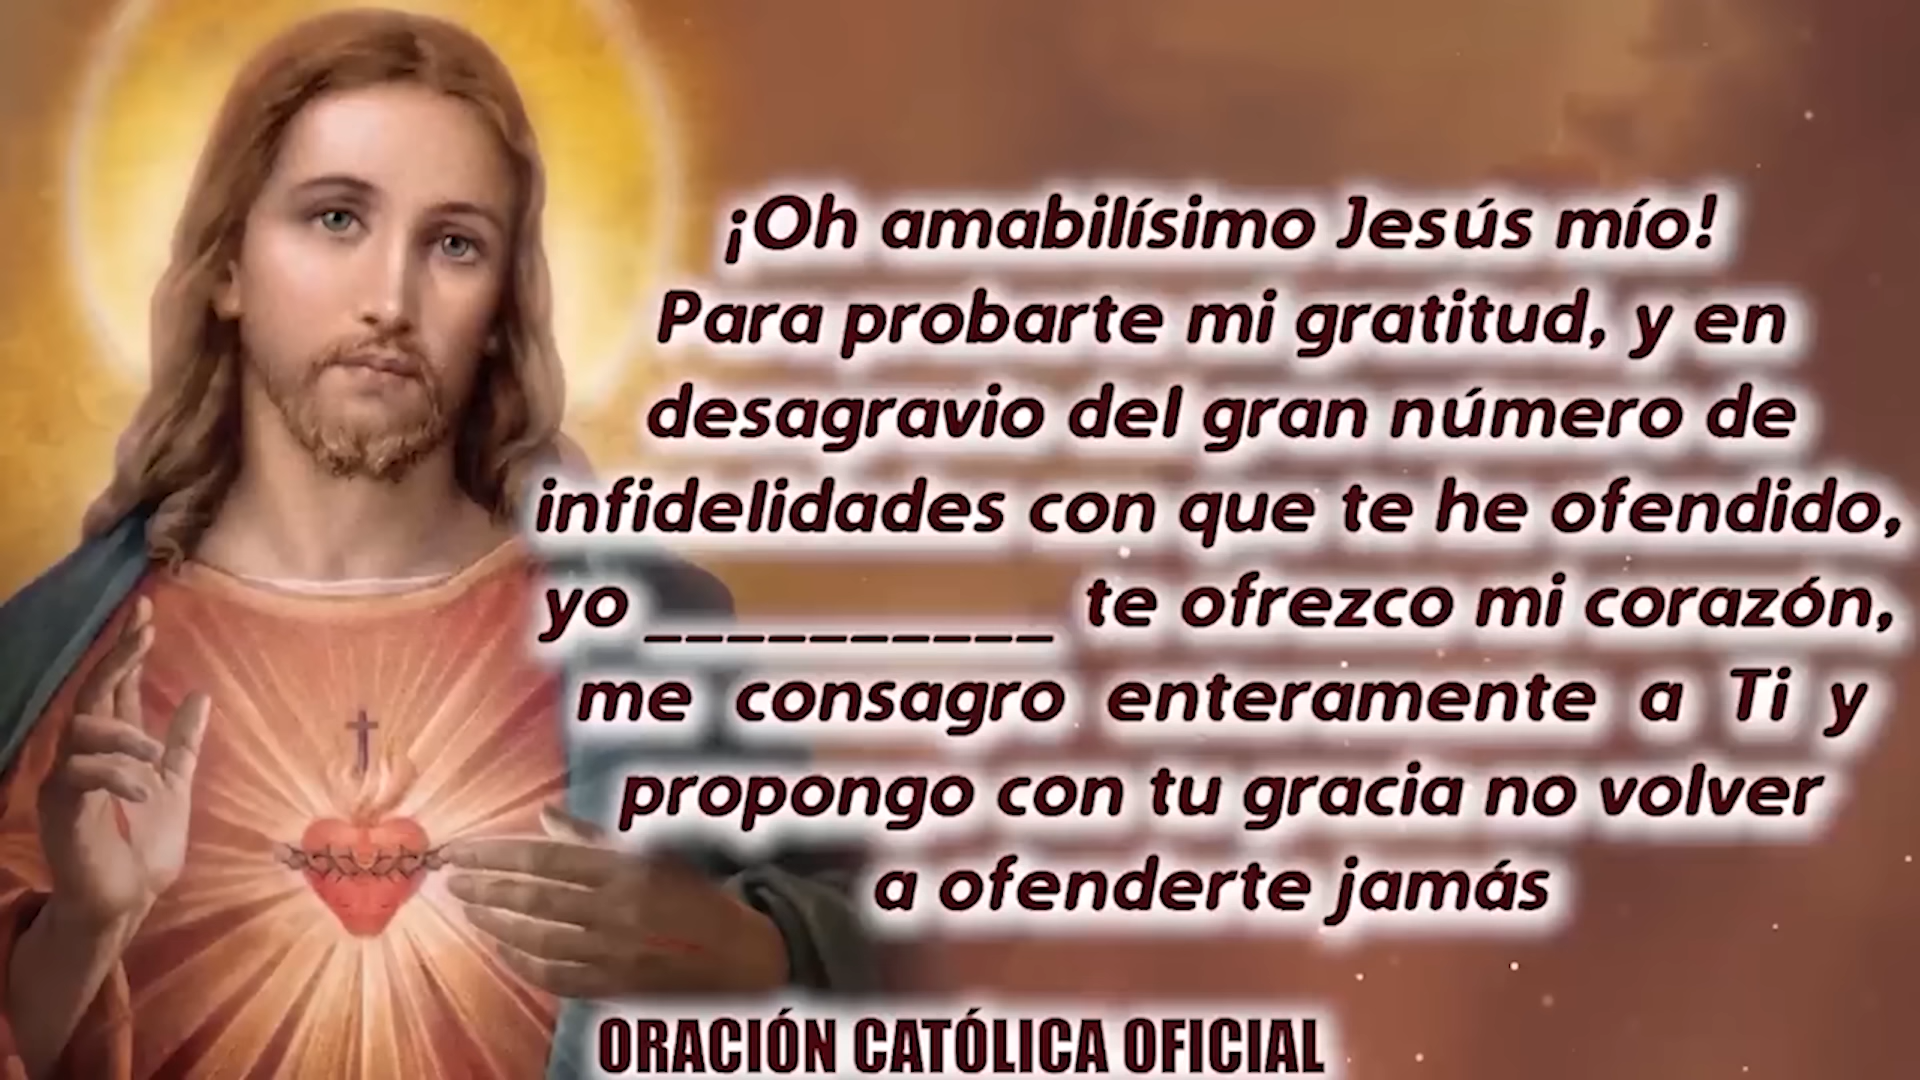 ¡Oh amabilísimo Jesús mío!
Para probarte mi gratitud, y en
desagravio del gran número de
infidelidades con que te he ofendido,
yo __________ te ofrezco mi corazón,
me consagro enteramente a Ti y
propongo con tu gracia no volver
a ofenderte jamás
ORACIÓN CATÓLICA OFICIAL